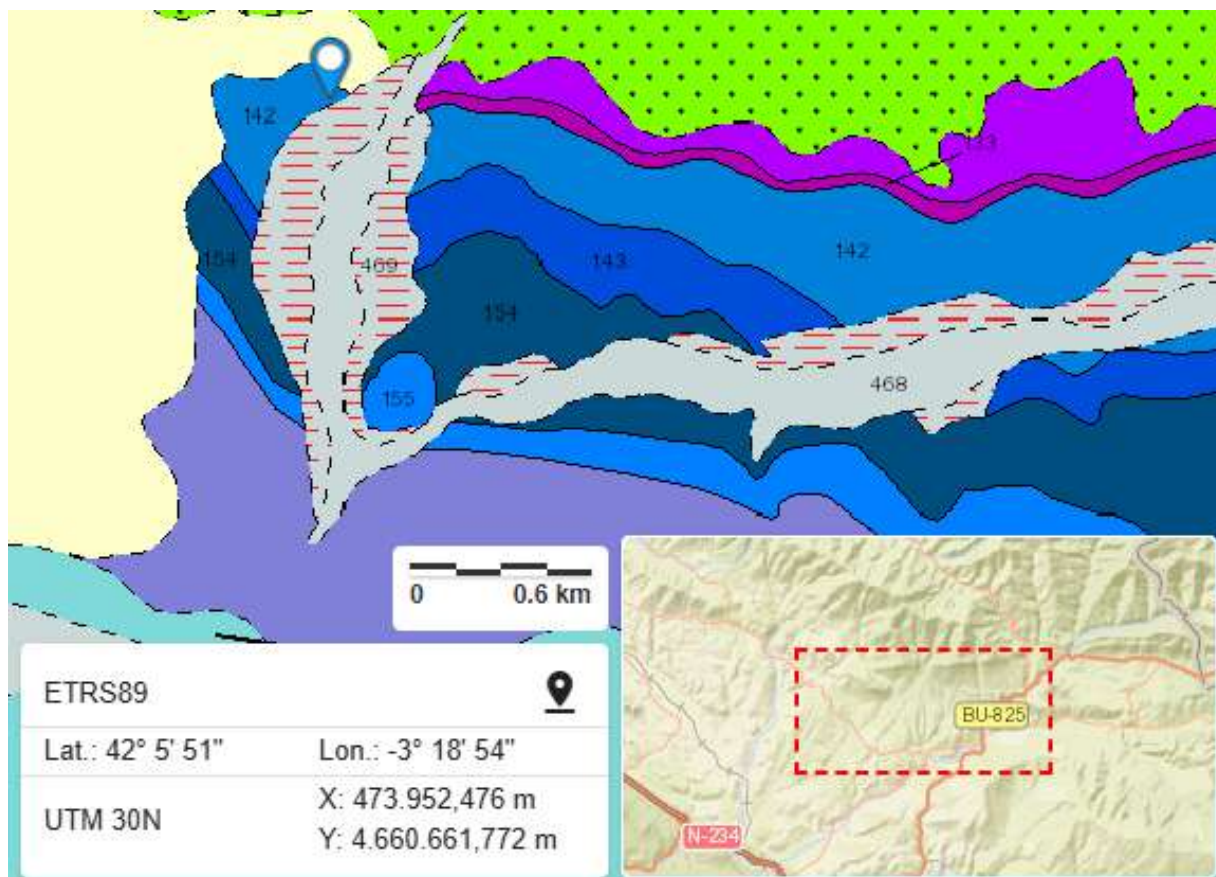 142
133
142
154
469
143
154
468
155
0 0.6 km
ETRS89
Lat.: 42° 5' 51" Lon.: -3° 18' 54"
UTM 30N
X: 473.952,476 m
Y: 4.660.661,772 m
BU-825
N-234